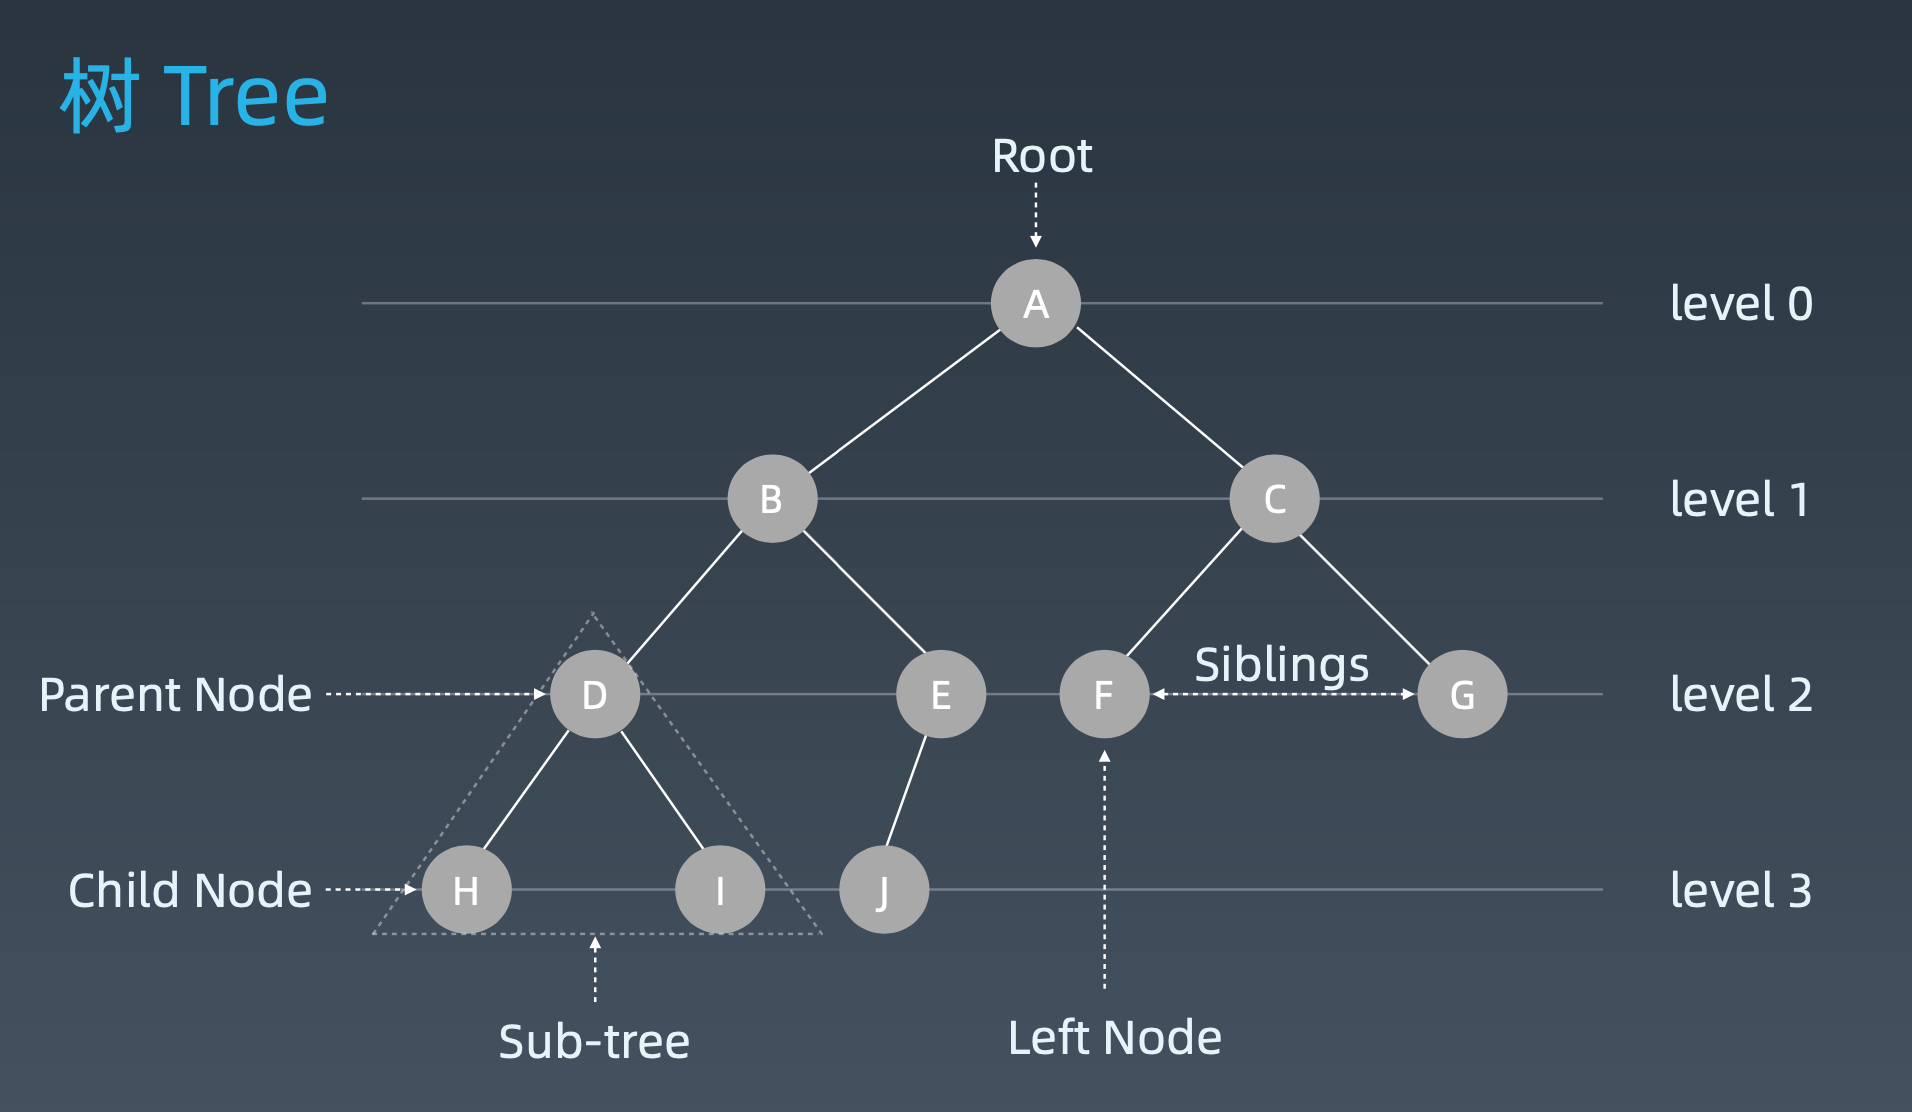 树 Tree
Root
A
level 0
B
C
level 1
Parent Node
D
E
F
Siblings
G
level 2
Child Node
H
I
J
level 3
Sub-tree
Left Node